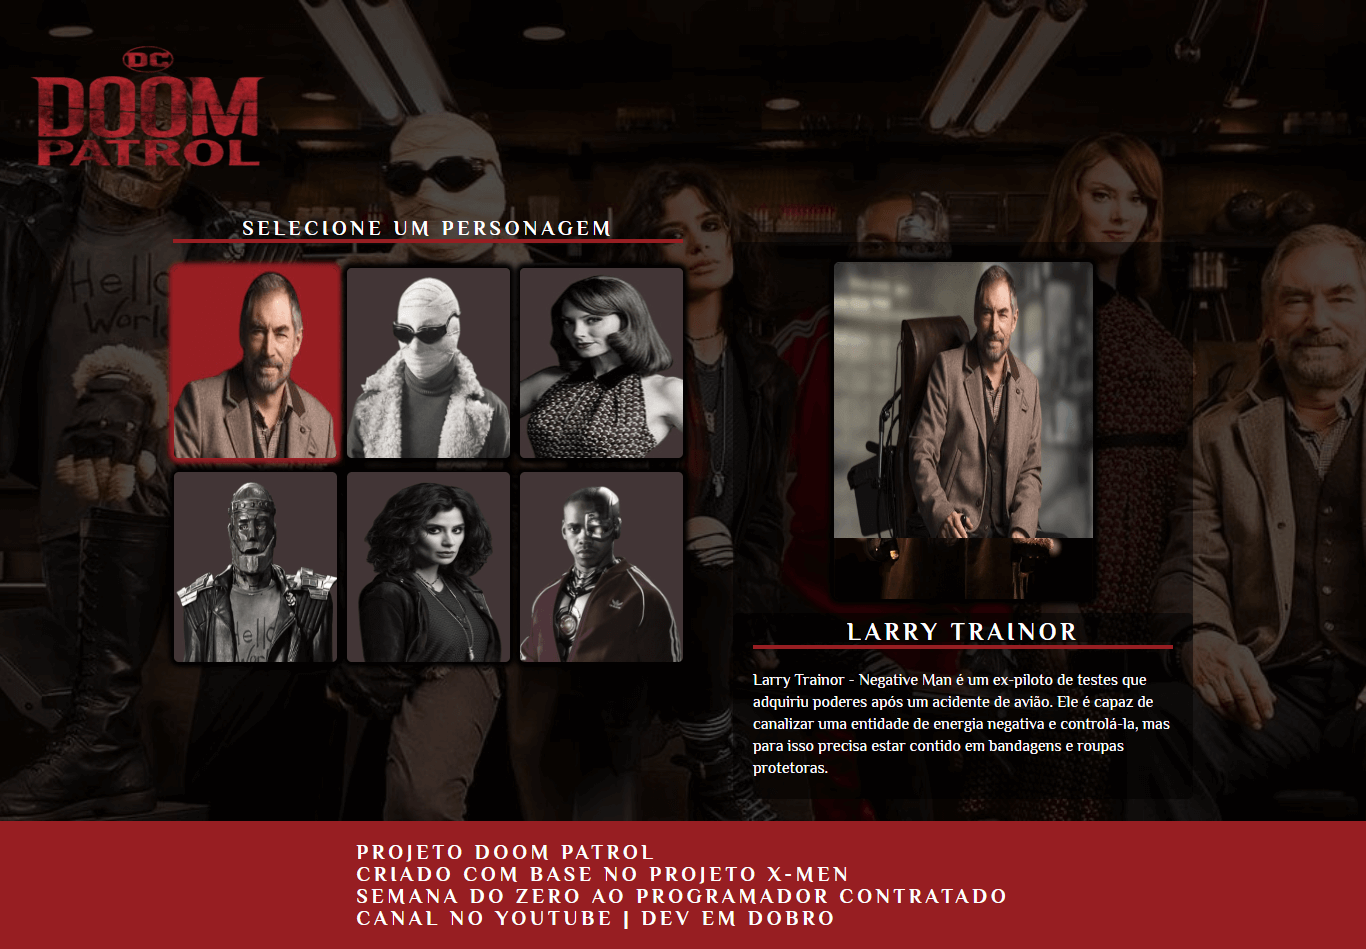 DC
DOOM
PATROL
SELECIONE UM PERSONAGEM
Hello
World
Hello
LARRY TRAINOR
Larry Trainor - Negative Man é um ex-piloto de testes que
adquiriu poderes após um acidente de avião. Ele é capaz de
canalizar uma entidade de energia negativa e controlá-la, mas
para isso precisa estar contido em bandagens e roupas
protetoras.
PROJETO DOOM PATROL
CRIADO COM BASE NO PROJETO X-MEN
SEMANA DO ZERO AO PROGRAMADOR CONTRATADO
CANAL NO YOUTUBE | DEV EM DOBRO